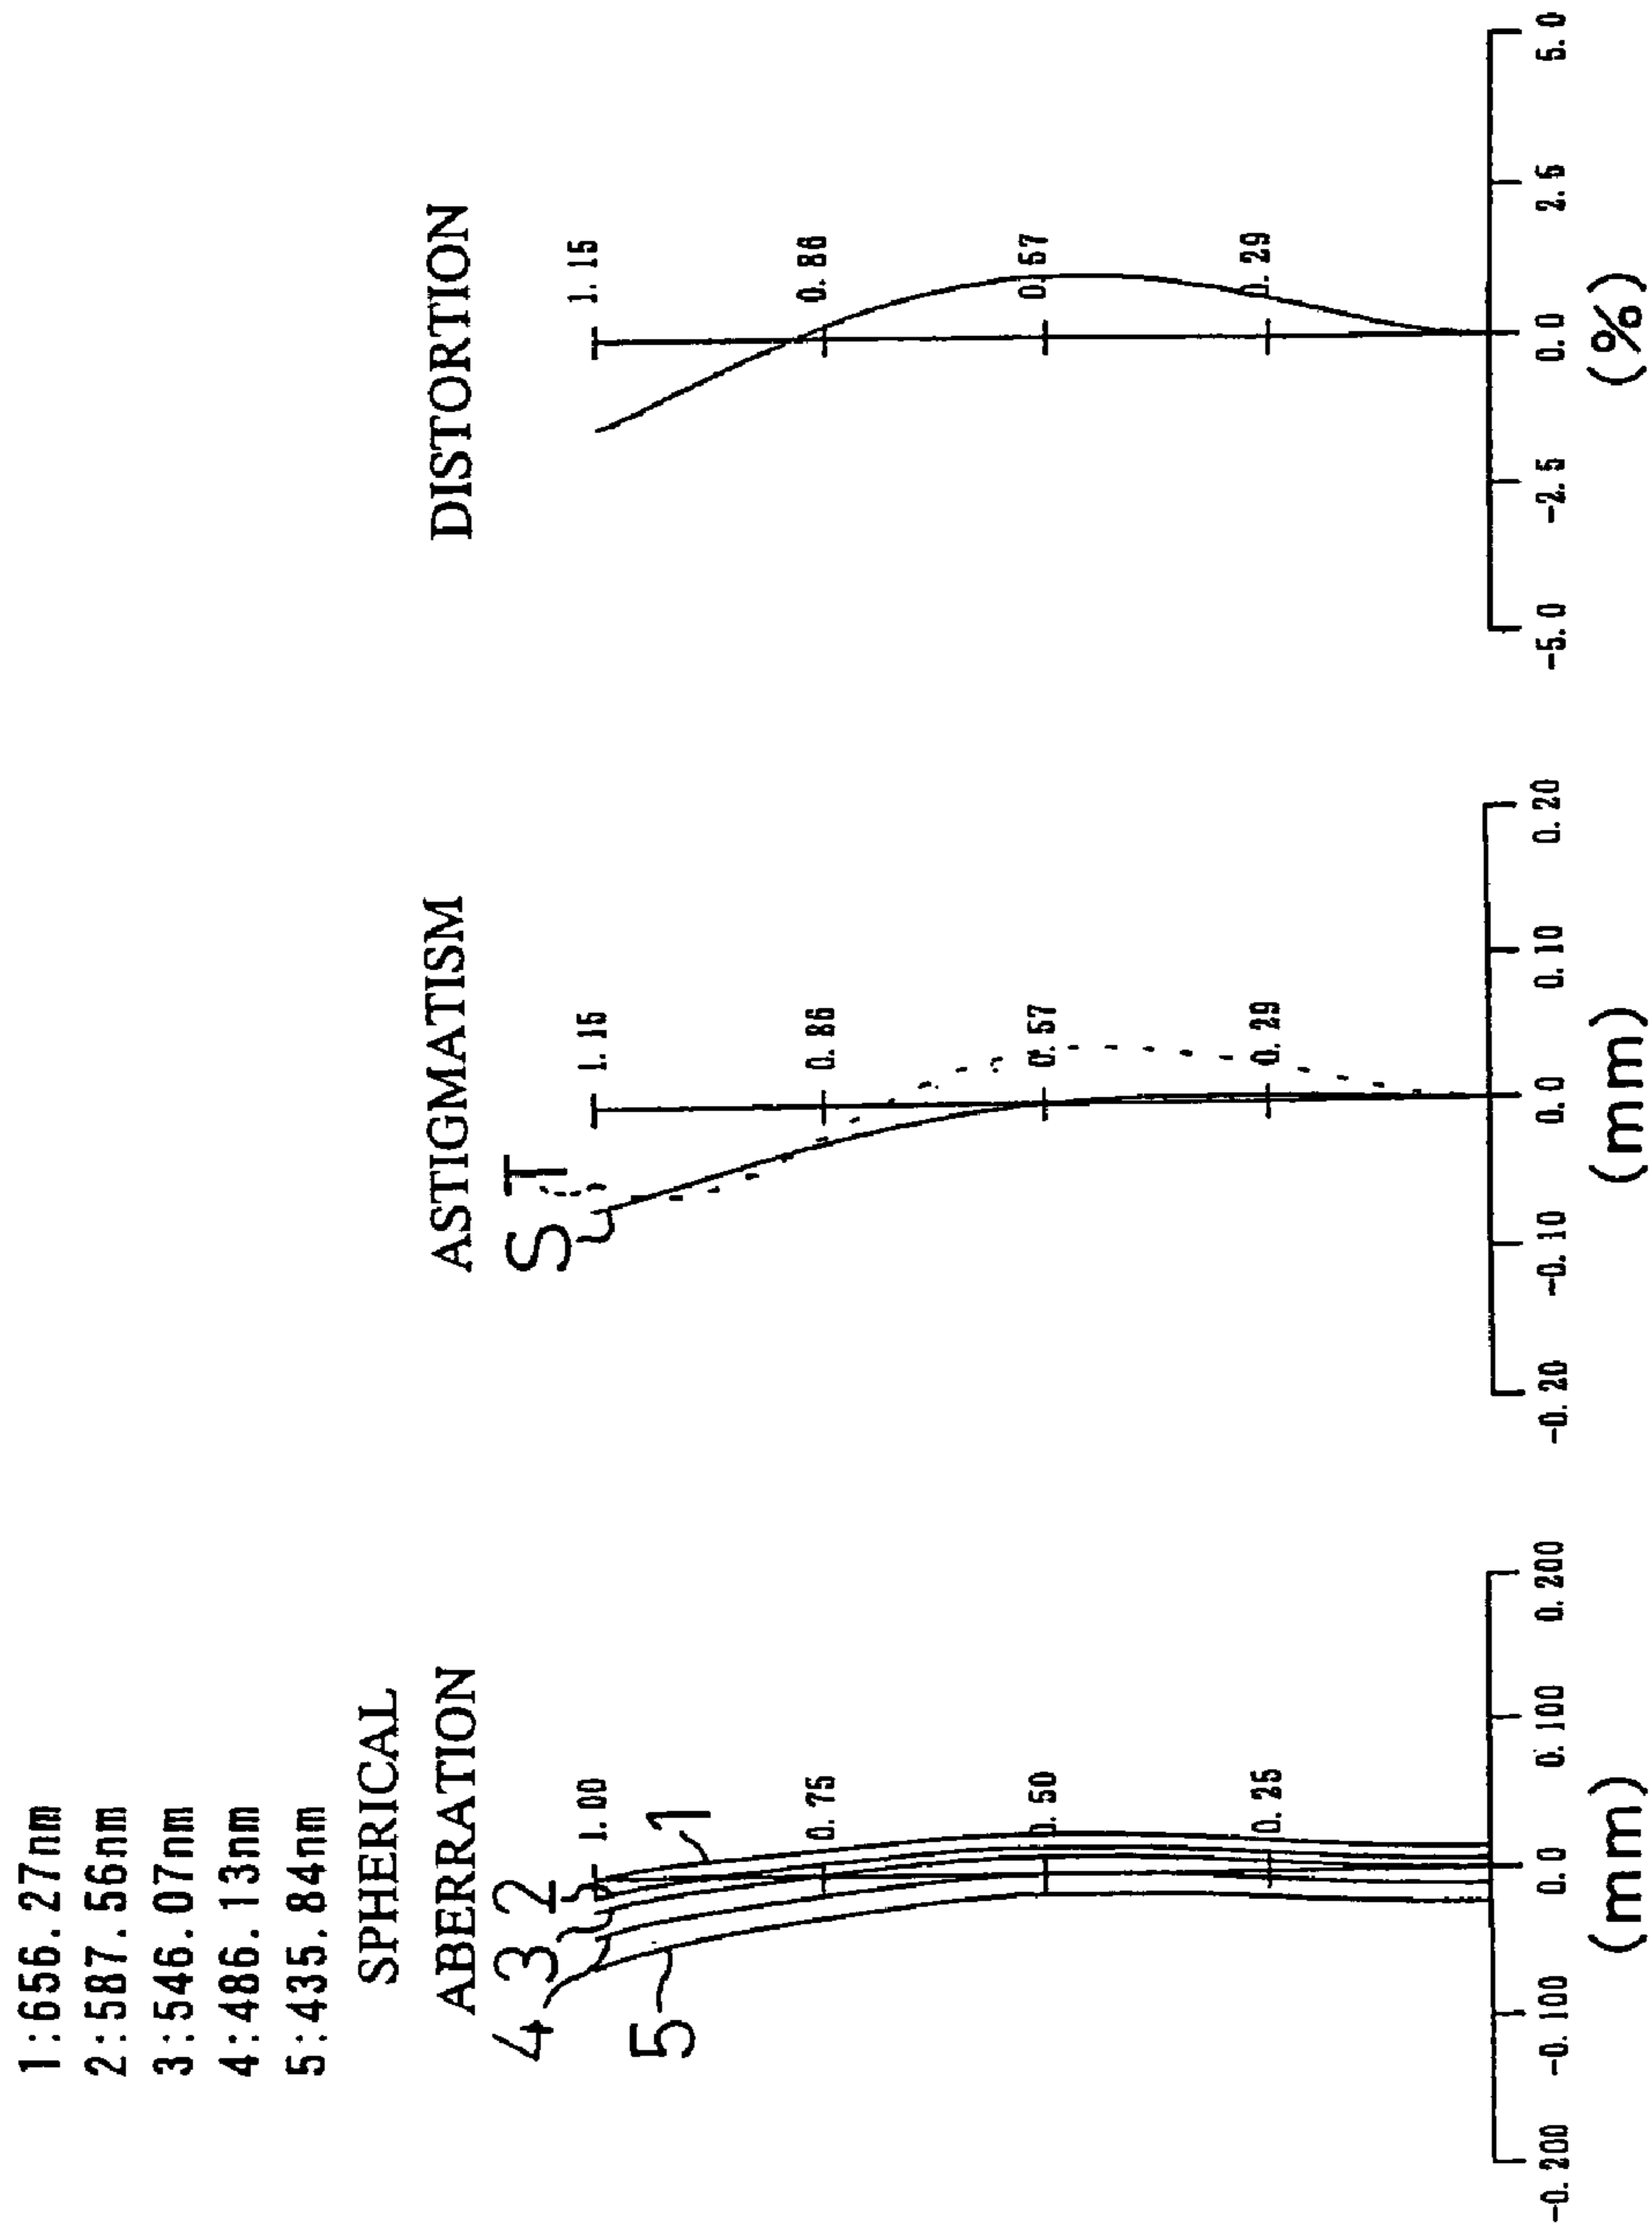 1:656.27nm
2:587.56nm
3:546.07nm
4:486.13nm
5:435.84nm
SPHERICAL
ABERRATION
4 3 2
5
1
1.00
0.75
0.50
0.25
-0.200 -0.100 0.0 0.100 0.200
(mm)
ASTIGMATISM
S T
1.15
0.86
0.57
0.29
-0.20 -0.10 0.0 0.10 0.20
(mm)
DISTORTION
1.15
0.86
0.57
0.29
-5.0 -2.5 0.0 2.5 5.0
(%)